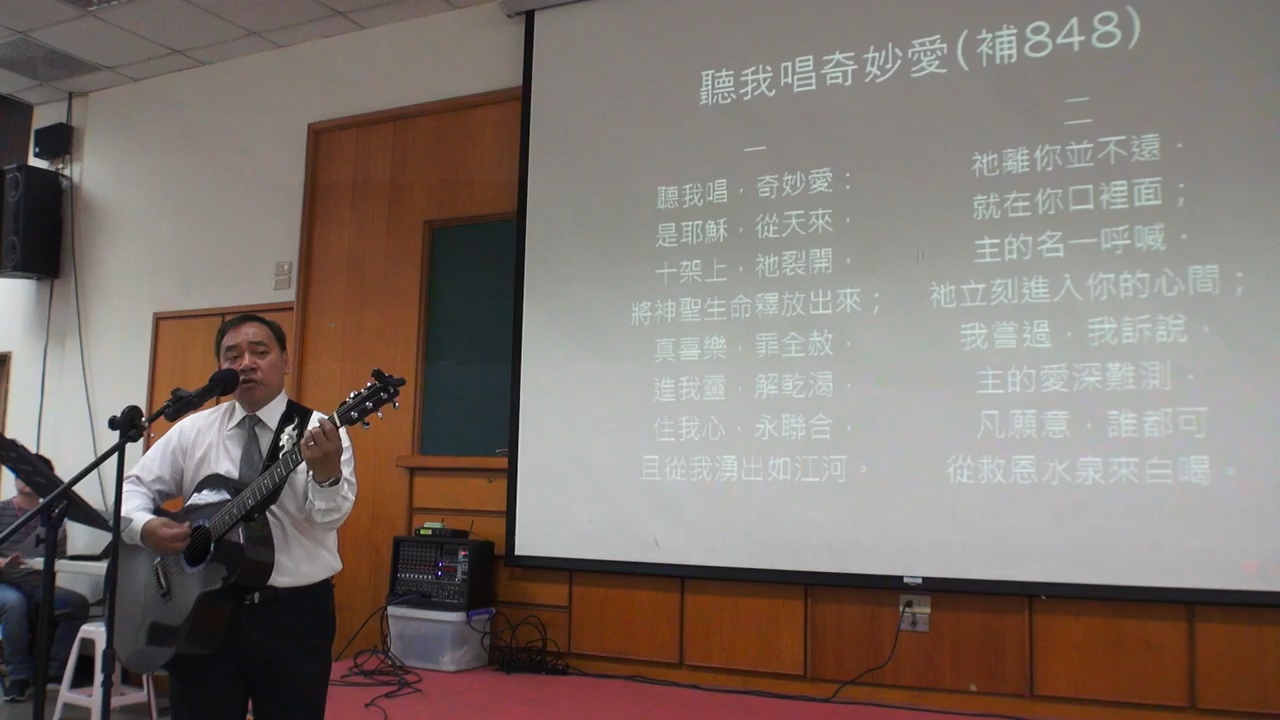 聽我唱奇妙愛(補848)
一
聽我唱，奇妙愛：
是耶穌，從天來，
十架上，祂裂開，
將神聖生命釋放出來；
真喜樂，罪全赦，
進我靈，解乾渴，
住我心，永聯合，
且從我湧出如江河。
二
祂離你並不遠，
就在你口裡面；
主的名一呼喊，
祂立刻進入你的心間；
我嘗過，我訴說，
主的愛深難測，
凡願意，誰都可
從救恩水泉來白喝。